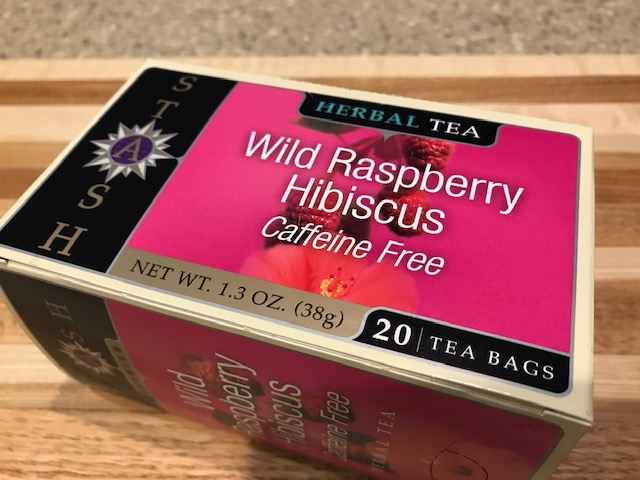 STASH
HERBAL TEA
Wild Raspberry
Hibiscus
Caffeine Free
NET WT. 1.3 OZ. (38g)
20 | TEA BAGS
S H
Wild
Raspberry
Hibiscus
Caffeine Free
HERBAL TEA